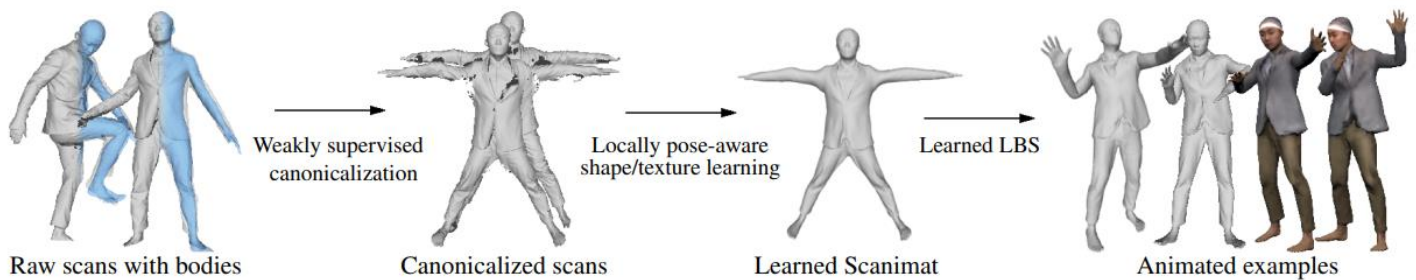 Weakly supervised
canonicalization
Locally pose-aware
shape/texture learning
Learned LBS
Raw scans with bodies
Canonicalized scans
Learned Scanimat
Animated examples